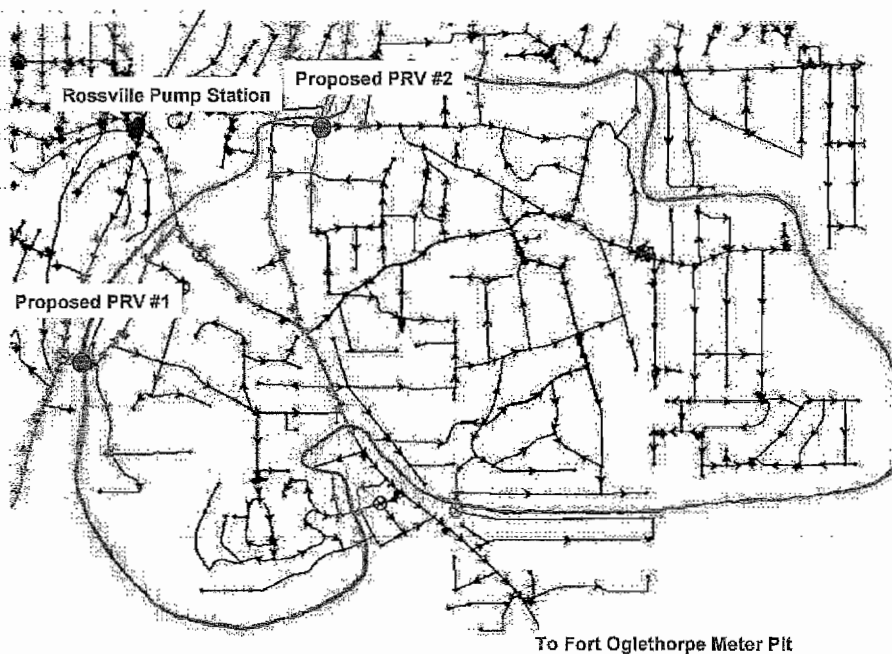 Proposed PRV #2
Rossville Pump Station
Proposed PRV #1
To Fort Oglethorpe Meter Pit